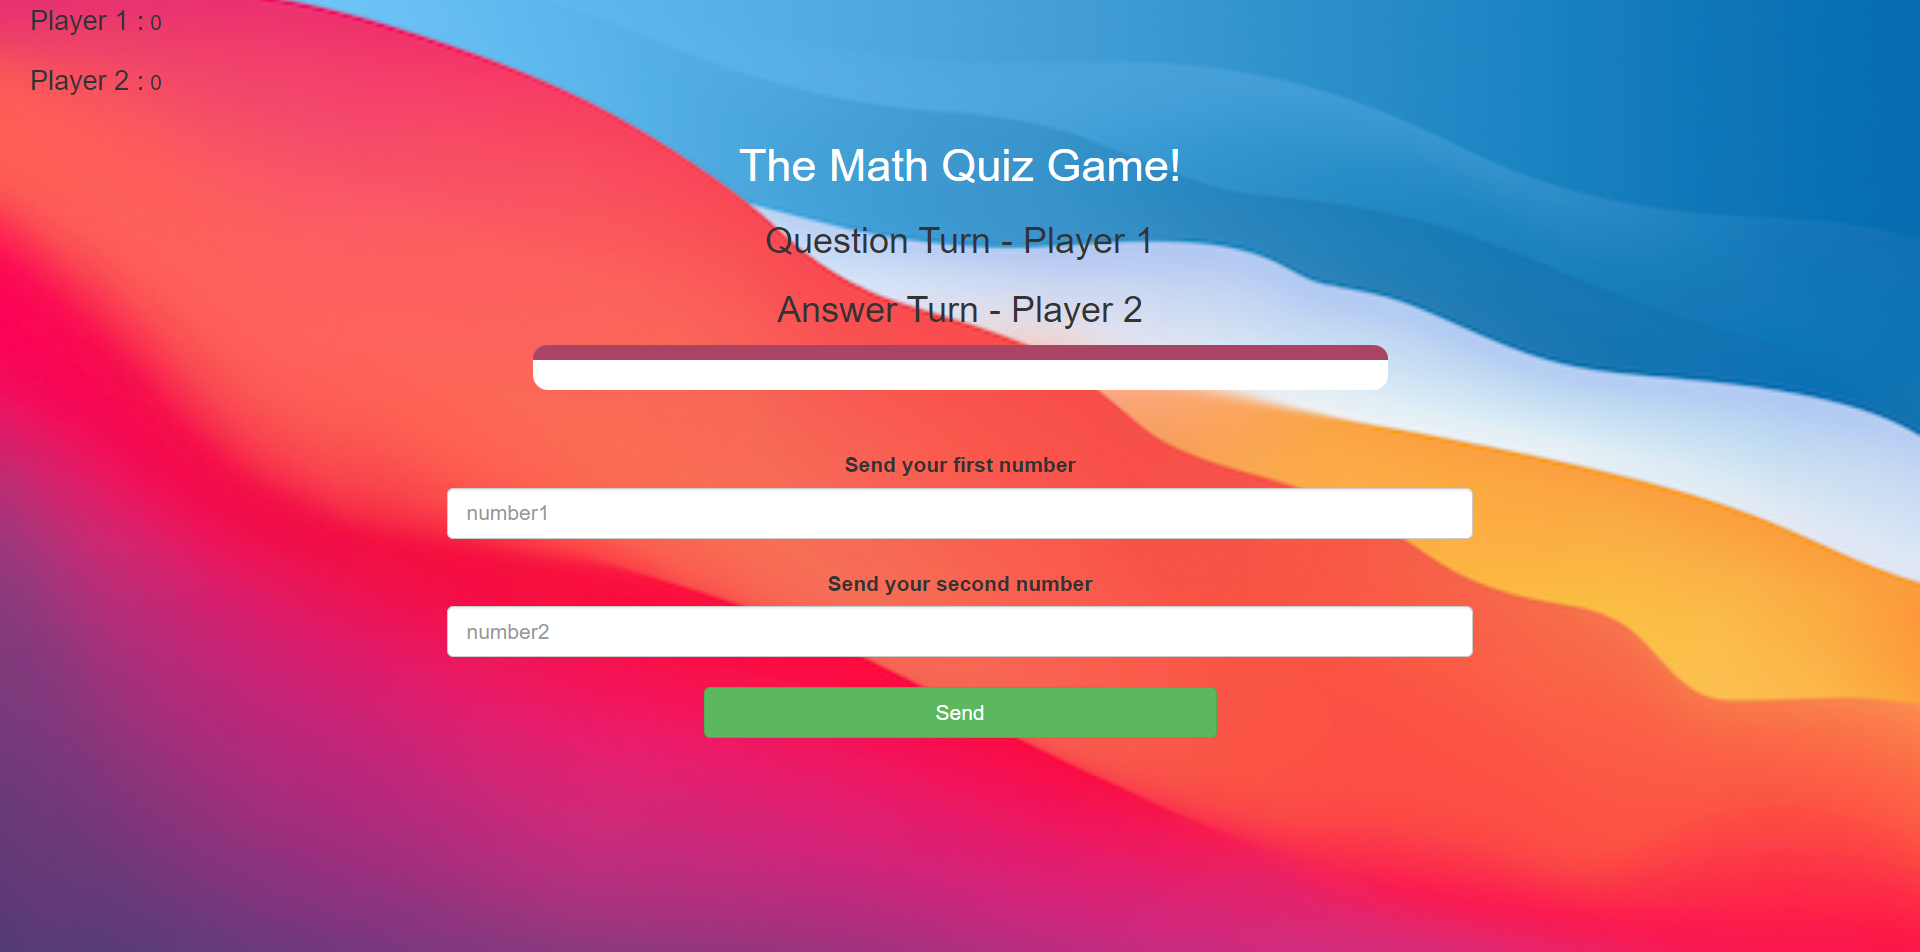 Player 1 : 0
Player 2 : 0
The Math Quiz Game!
Question Turn - Player 1
Answer Turn - Player 2
Send your first number
number1
Send your second number
number2
Send